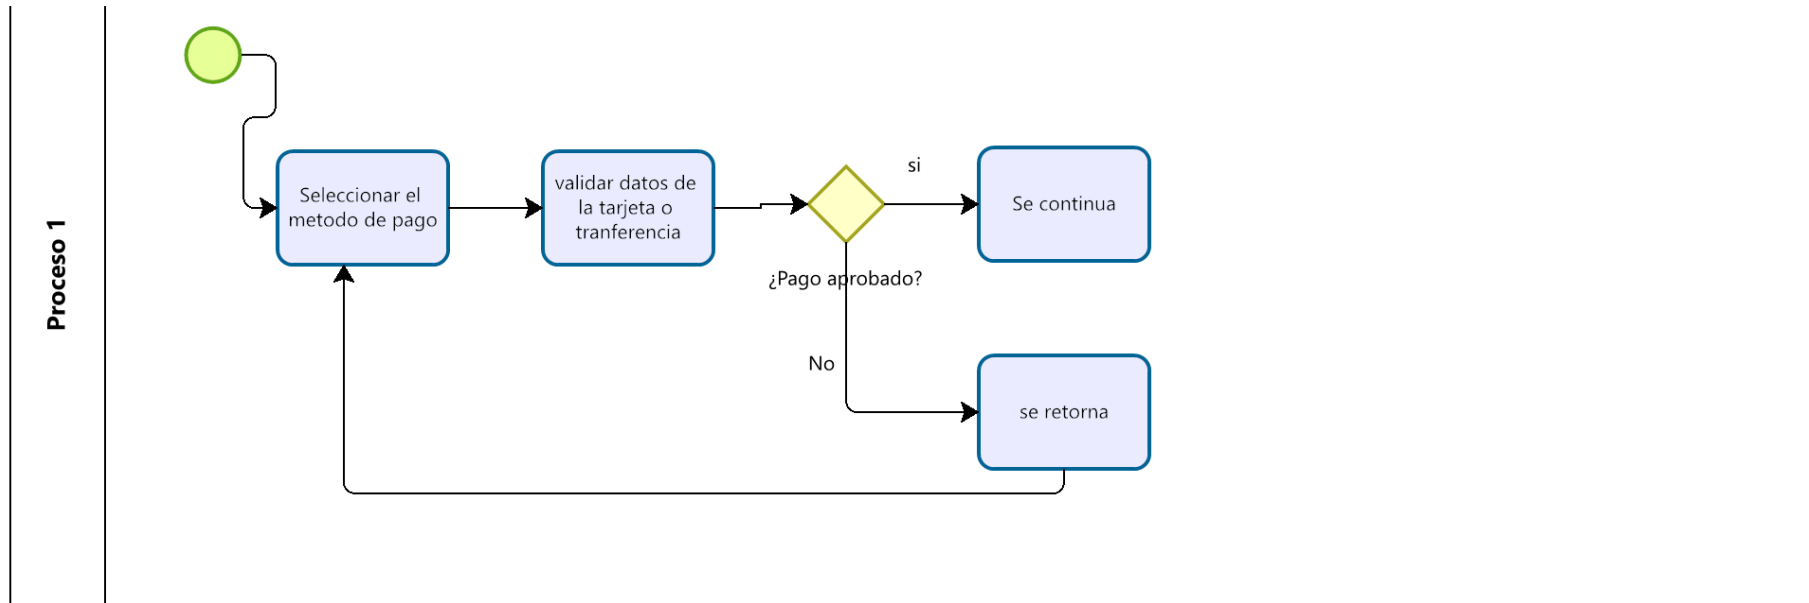 Proceso 1
Seleccionar el
metodo de pago
validar datos de
la tarjeta o
tranferencia
¿Pago aprobado?
si
Se continua
No
se retorna